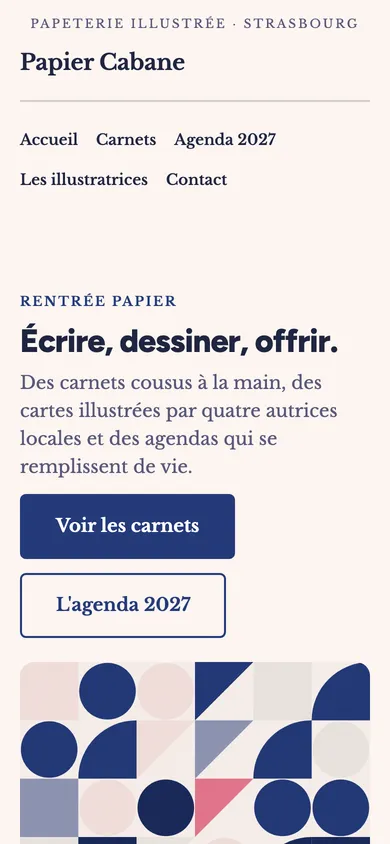 PAPETERIE ILLUSTRÉE · STRASBOURG
Papier Cabane
Accueil Carnets Agenda 2027
Les illustratrices Contact
RENTRÉE PAPIER
Écrire, dessiner, offrir.
Des carnets cousus à la main, des
cartes illustrées par quatre autrices
locales et des agendas qui se
remplissent de vie.
Voir les carnets
L'agenda 2027